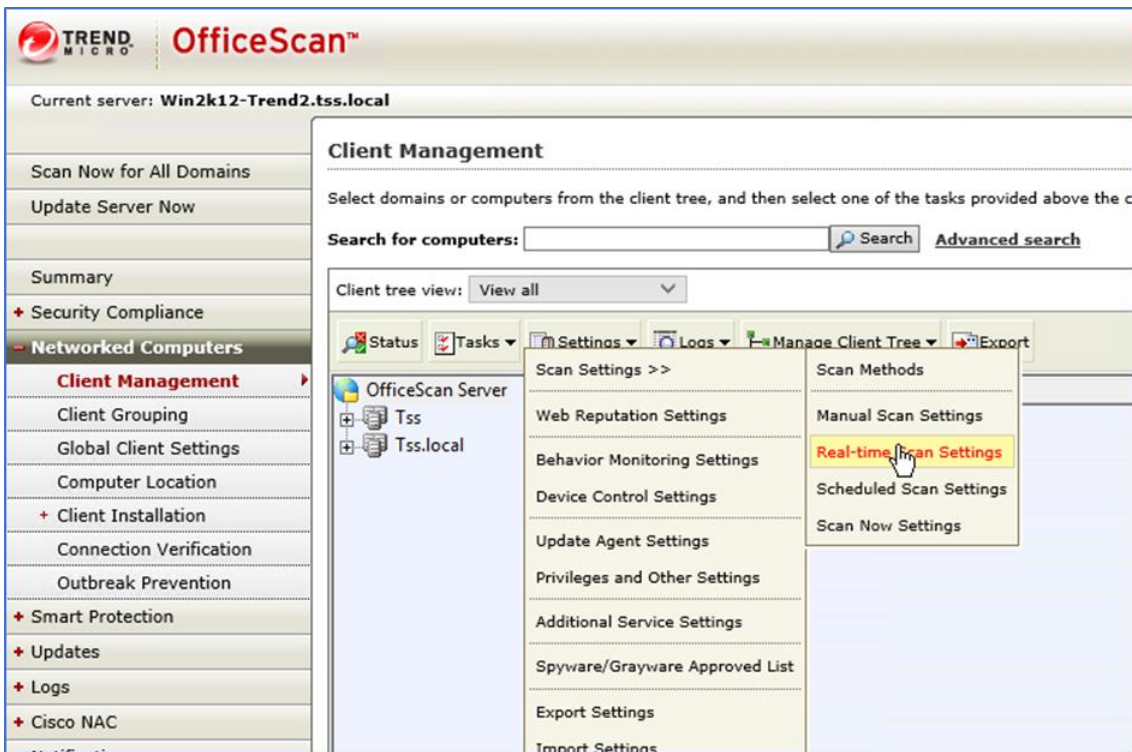 TREND MICRO OfficeScan™
Current server: Win2k12-Trend2.tss.local
Scan Now for All Domains
Update Server Now
Summary
+ Security Compliance
- Networked Computers
Client Management
Client Grouping
Global Client Settings
Computer Location
+ Client Installation
Connection Verification
Outbreak Prevention
+ Smart Protection
+ Updates
+ Logs
+ Cisco NAC
Client Management
Select domains or computers from the client tree, and then select one of the tasks provided above the c
Search for computers: Search Advanced search
Client tree view: View all
Status Tasks Settings Logs Manage Client Tree Export
OfficeScan Server
Tss
Tss.local
Scan Settings >>
Web Reputation Settings
Behavior Monitoring Settings
Device Control Settings
Update Agent Settings
Privileges and Other Settings
Additional Service Settings
Spyware/Grayware Approved List
Export Settings
Import Settings
Scan Methods
Manual Scan Settings
Real-time Scan Settings
Scheduled Scan Settings
Scan Now Settings